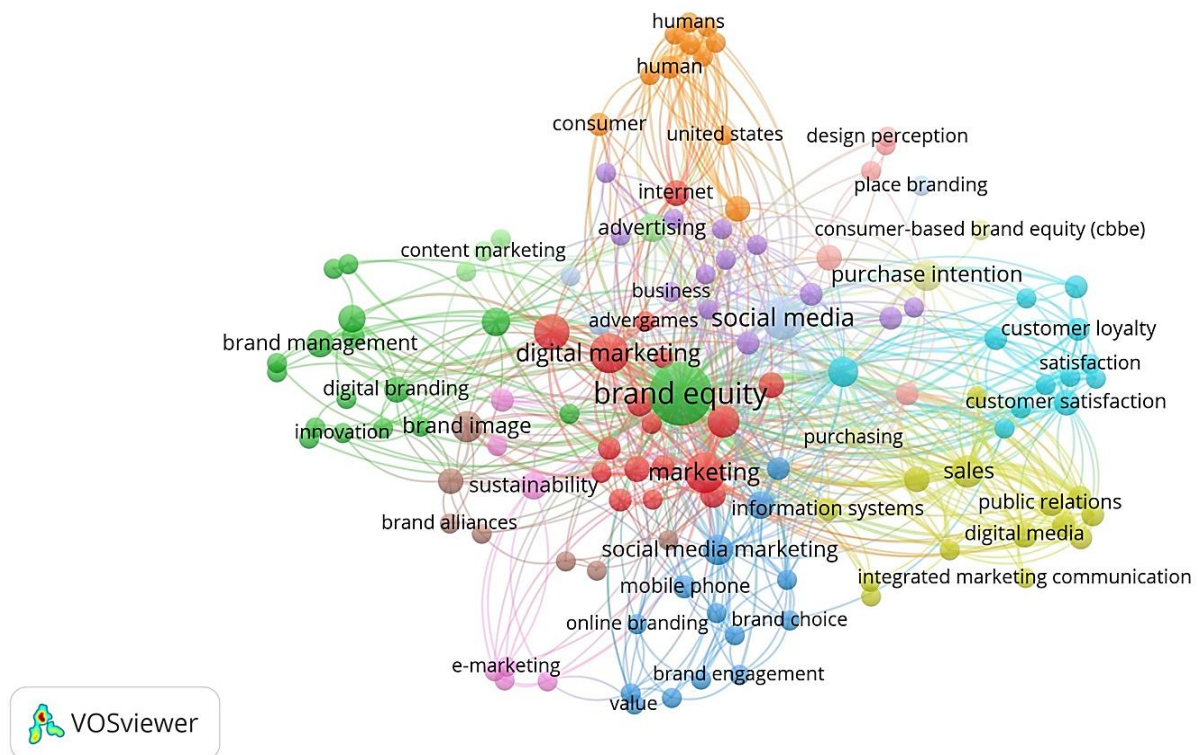 humans
human
consumer
united states
design perception
internet
place branding
advertising
consumer-based brand equity (cbbe)
content marketing
purchase intention
business
advergames
social media
customer loyalty
brand management
digital marketing
satisfaction
digital branding
brand equity
customer satisfaction
innovation
brand image
purchasing
marketing
sales
sustainability
information systems
public relations
brand alliances
digital media
social media marketing
integrated marketing communication
mobile phone
online branding
brand choice
e-marketing
brand engagement
value
VOSviewer